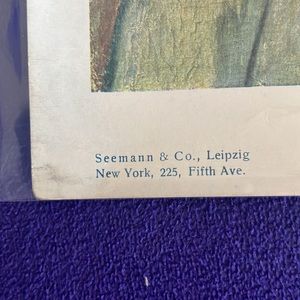 Seemann & Co., Leipzig
New York, 225, Fifth Ave.